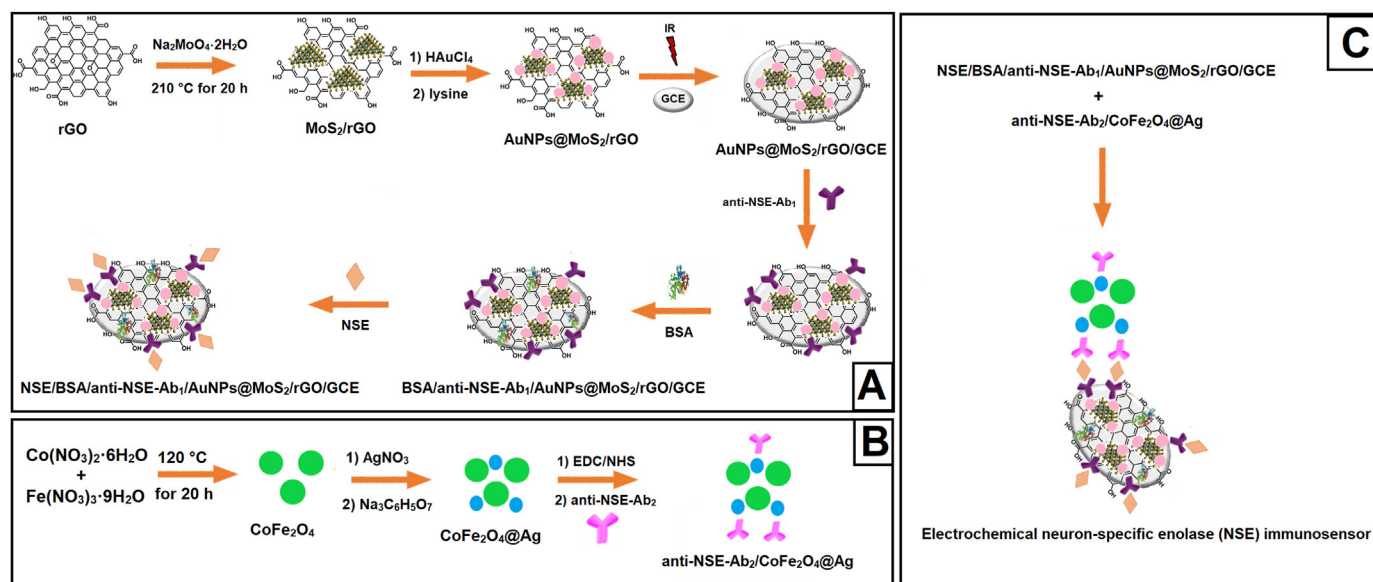 rGO
Na₂MoO₄·2H₂O
210 °C for 20 h
MoS₂/rGO
1) HAuCl₄
2) lysine
AuNPs@MoS₂/rGO
IR
GCE
AuNPs@MoS₂/rGO/GCE
anti-NSE-Ab₁
BSA
BSA/anti-NSE-Ab₁/AuNPs@MoS₂/rGO/GCE
NSE
NSE/BSA/anti-NSE-Ab₁/AuNPs@MoS₂/rGO/GCE
A
Co(NO₃)₂·6H₂O
+
Fe(NO₃)₃·9H₂O
120 °C
for 20 h
CoFe₂O₄
1) AgNO₃
2) Na₃C₆H₅O₇
CoFe₂O₄@Ag
1) EDC/NHS
2) anti-NSE-Ab₂
anti-NSE-Ab₂/CoFe₂O₄@Ag
B
C
NSE/BSA/anti-NSE-Ab₁/AuNPs@MoS₂/rGO/GCE
+
anti-NSE-Ab₂/CoFe₂O₄@Ag
Electrochemical neuron-specific enolase (NSE) immunosensor